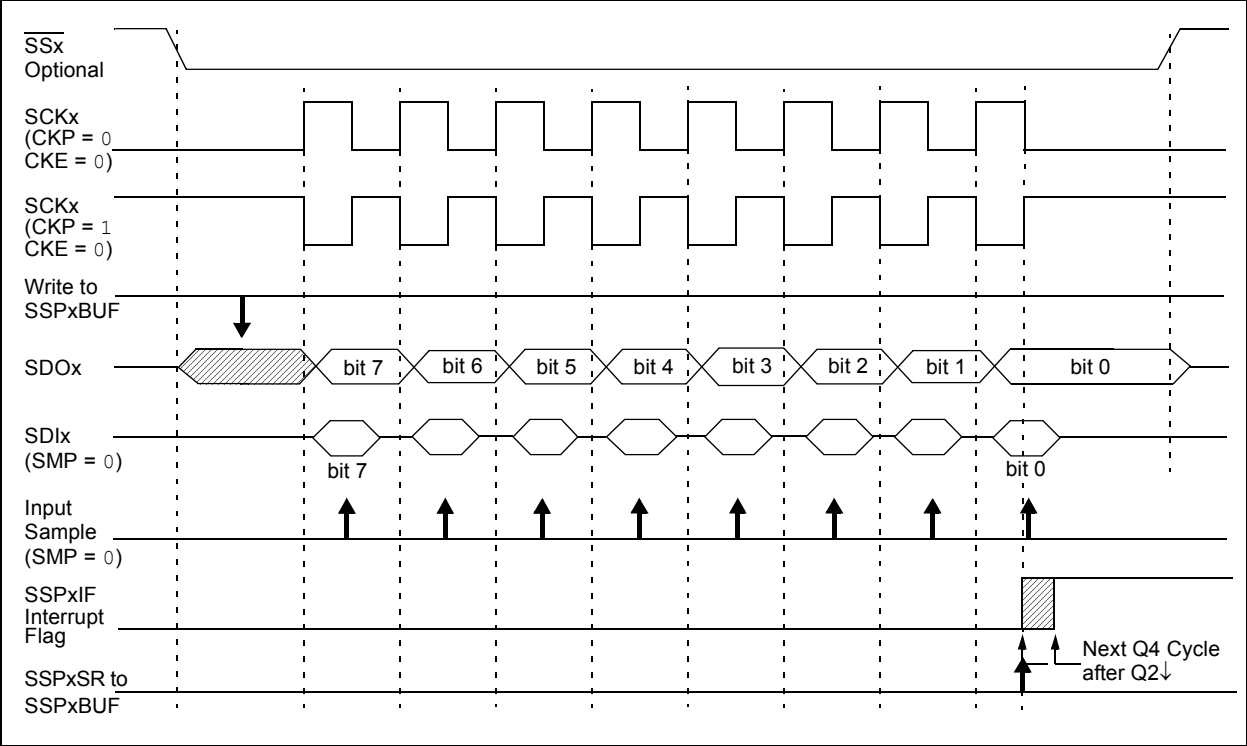 SSx
Optional
SCKx
(CKP = 0
CKE = 0)
SCKx
(CKP = 1
CKE = 0)
Write to
SSPxBUF
SDOx
bit 7
bit 6
bit 5
bit 4
bit 3
bit 2
bit 1
bit 0
SDIx
(SMP = 0)
bit 7
bit 0
Input
Sample
(SMP = 0)
SSPxIF
Interrupt
Flag
Next Q4 Cycle
after Q2↓
SSPxSR to
SSPxBUF